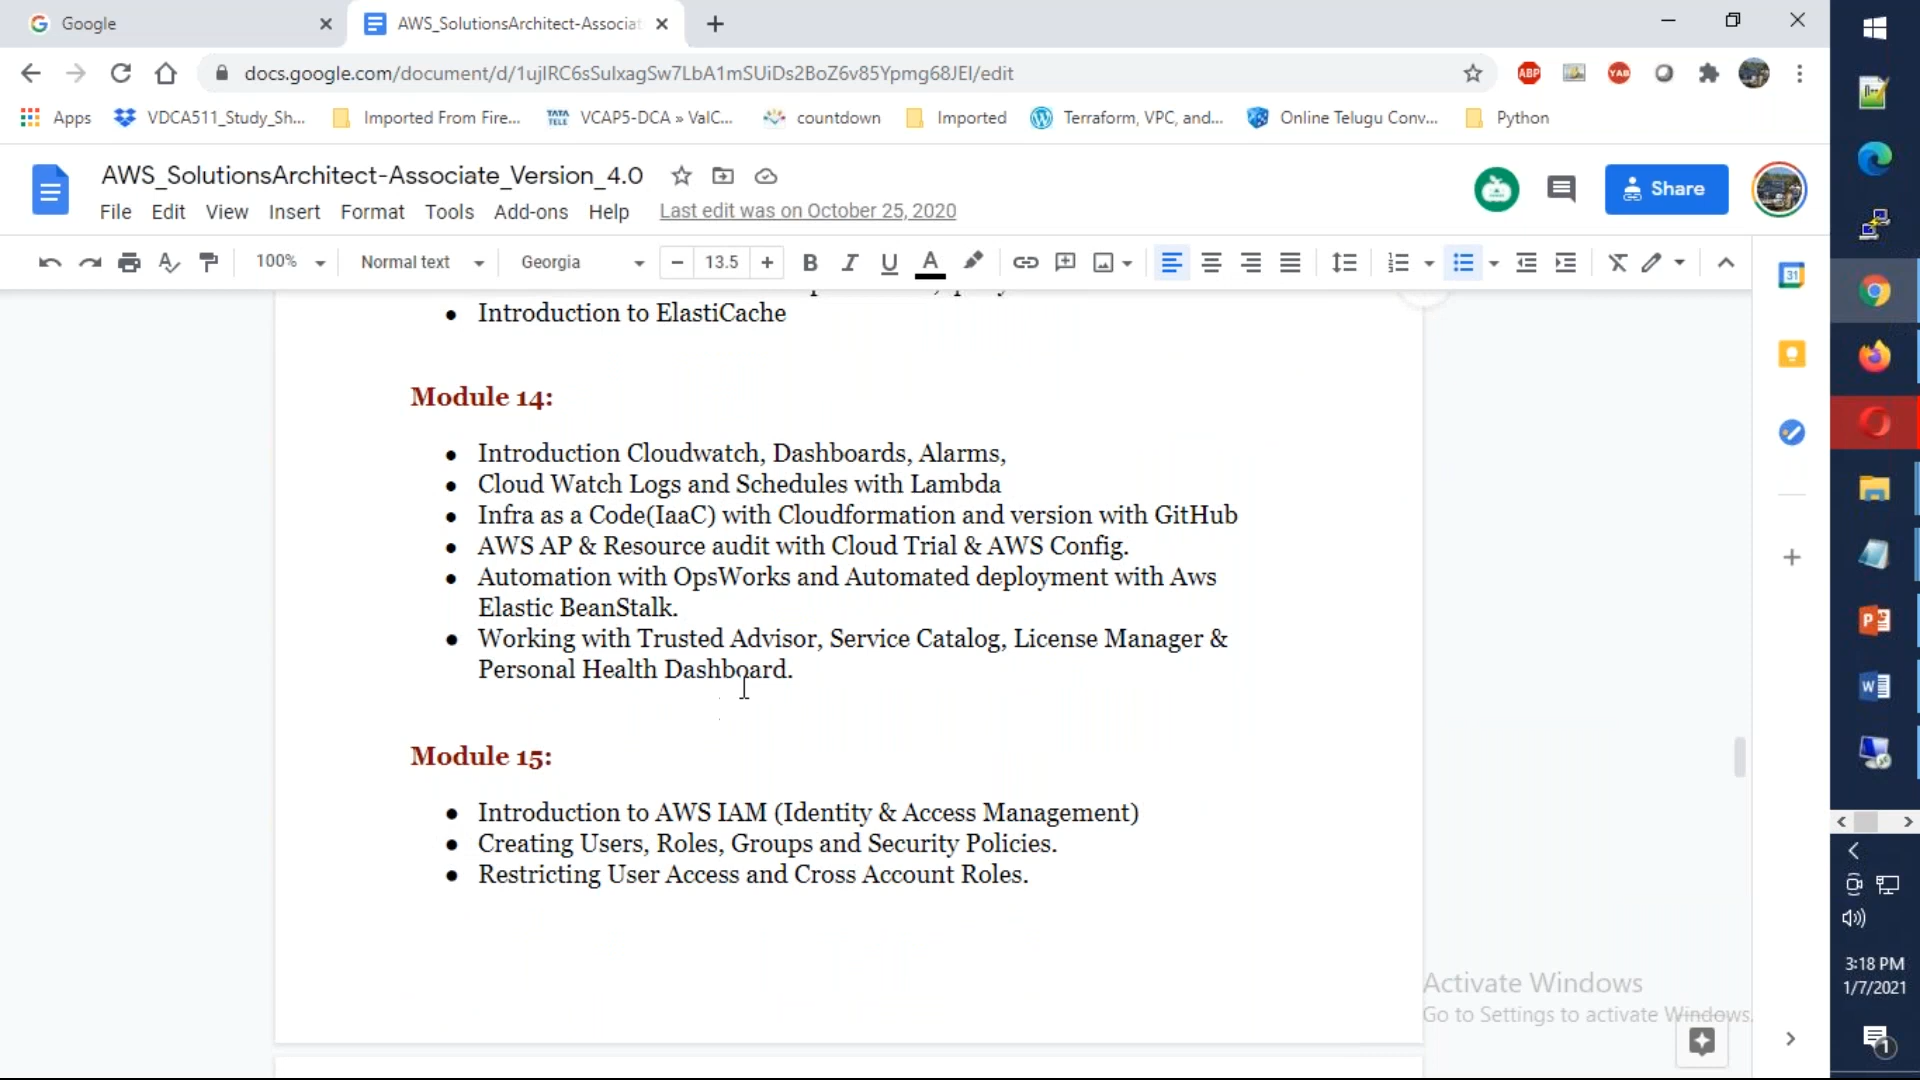 Google
AWS_SolutionsArchitect-Associat
docs.google.com/document/d/1ujIRC6sSulxagSw7LbA1mSUiDs2BoZ6v85Ypmg68JEI/edit
ABP
YAB
Apps
VDCA511_Study_Sh...
Imported From Fire...
TATA TELE
VCAP5-DCA » ValC...
countdown
Imported
Terraform, VPC, and...
Online Telugu Conv...
Python
AWS_SolutionsArchitect-Associate_Version_4.0
File Edit View Insert Format Tools Add-ons Help Last edit was on October 25, 2020
Share
100% Normal text Georgia 13.5 B I U A
31
• Introduction to ElastiCache
Module 14:
• Introduction Cloudwatch, Dashboards, Alarms,
• Cloud Watch Logs and Schedules with Lambda
• Infra as a Code(IaaC) with Cloudformation and version with GitHub
• AWS AP & Resource audit with Cloud Trial & AWS Config.
• Automation with OpsWorks and Automated deployment with Aws
Elastic BeanStalk.
• Working with Trusted Advisor, Service Catalog, License Manager &
Personal Health Dashboard.
Module 15:
• Introduction to AWS IAM (Identity & Access Management)
• Creating Users, Roles, Groups and Security Policies.
• Restricting User Access and Cross Account Roles.
Activate Windows
Go to Settings to activate Windows.
3:18 PM
1/7/2021
1